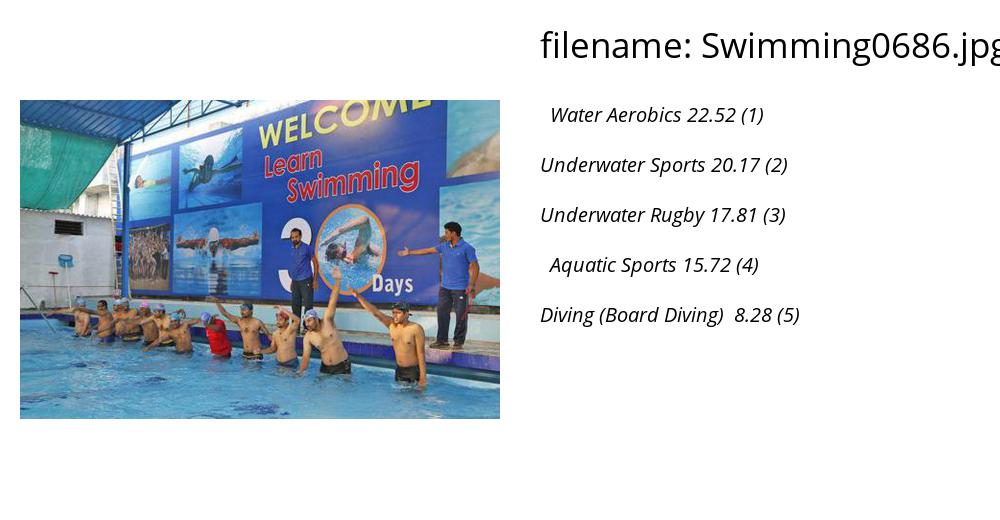 filename: Swimming0686.jpg
Water Aerobics 22.52 (1)
Underwater Sports 20.17 (2)
Underwater Rugby 17.81 (3)
Aquatic Sports 15.72 (4)
Diving (Board Diving) 8.28 (5)
WELCOME
Learn
Swimming
30
Days